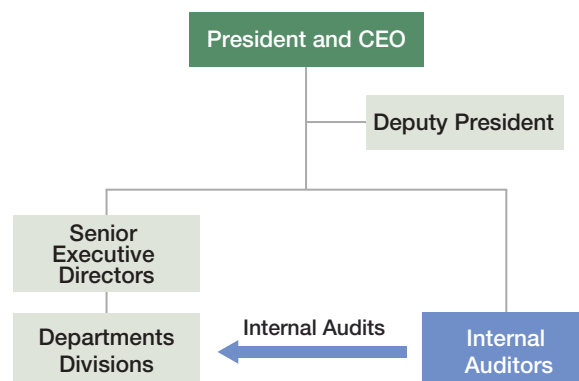 President and CEO
Deputy President
Senior
Executive
Directors
Departments
Divisions
Internal Audits
Internal
Auditors